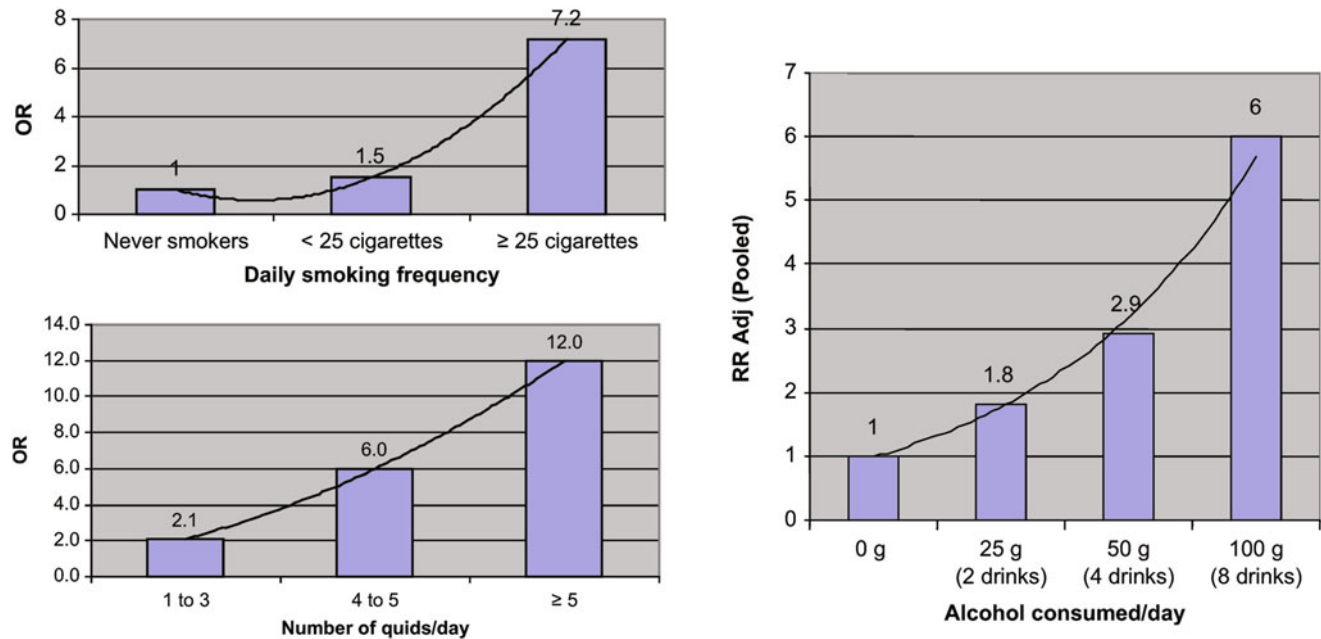 8
6
4
2
0
OR
1
1.5
7.2
Never smokers
< 25 cigarettes
≥ 25 cigarettes
Daily smoking frequency
14.0
12.0
10.0
8.0
6.0
4.0
2.0
0.0
OR
2.1
6.0
12.0
1 to 3
4 to 5
≥ 5
Number of quids/day
7
6
5
4
3
2
1
0
RR Adj (Pooled)
1
1.8
2.9
6
0 g
25 g
(2 drinks)
50 g
(4 drinks)
100 g
(8 drinks)
Alcohol consumed/day